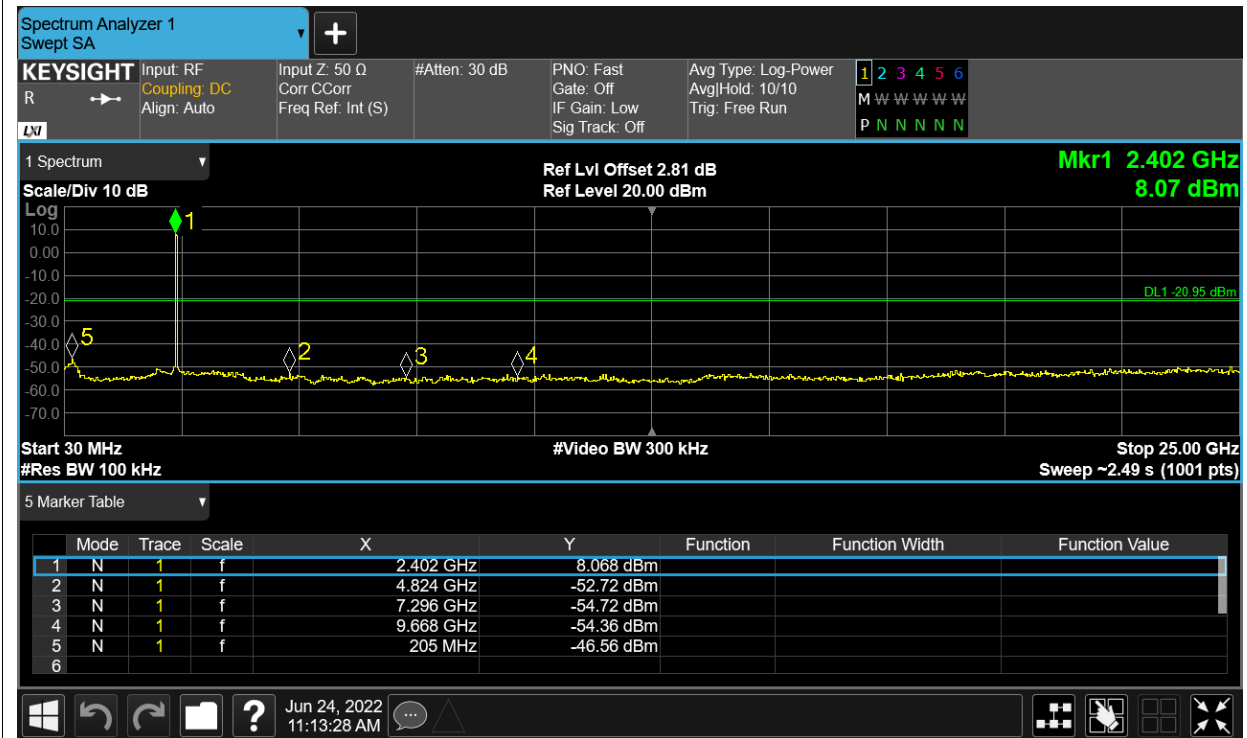 Spectrum Analyzer 1
Swept SA
+
KEYSIGHT
R
LXI
Input: RF
Coupling: DC
Align: Auto
Input Z: 50 Ω
Corr CCorr
Freq Ref: Int (S)
#Atten: 30 dB
PNO: Fast
Gate: Off
IF Gain: Low
Sig Track: Off
Avg Type: Log-Power
Avg|Hold: 10/10
Trig: Free Run
1 2 3 4 5 6
M W W W W W
P N N N N N
1 Spectrum
Scale/Div 10 dB
Ref Lvl Offset 2.81 dB
Ref Level 20.00 dBm
Mkr1 2.402 GHz
8.07 dBm
Log
10.0
0.00
-10.0
-20.0
-30.0
-40.0
-50.0
-60.0
-70.0
1
DL1 -20.95 dBm
5
2
3
4
Start 30 MHz #Video BW 300 kHz Stop 25.00 GHz
#Res BW 100 kHz Sweep ~2.49 s (1001 pts)
5 Marker Table
Mode Trace Scale X Y Function Function Width Function Value
1 N 1 f 2.402 GHz 8.068 dBm
2 N 1 f 4.824 GHz -52.72 dBm
3 N 1 f 7.296 GHz -54.72 dBm
4 N 1 f 9.668 GHz -54.36 dBm
5 N 1 f 205 MHz -46.56 dBm
6
?
Jun 24, 2022
11:13:28 AM